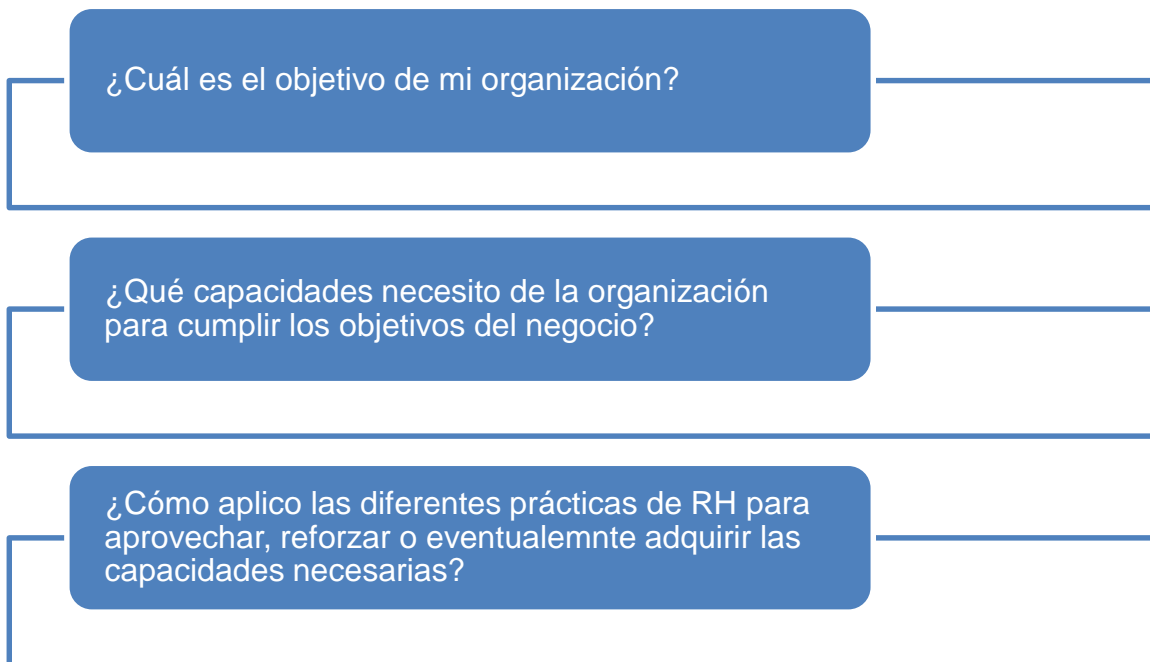 ¿Cuál es el objetivo de mi organización?
¿Qué capacidades necesito de la organización
para cumplir los objetivos del negocio?
¿Cómo aplico las diferentes prácticas de RH para
aprovechar, reforzar o eventualemnte adquirir las
capacidades necesarias?